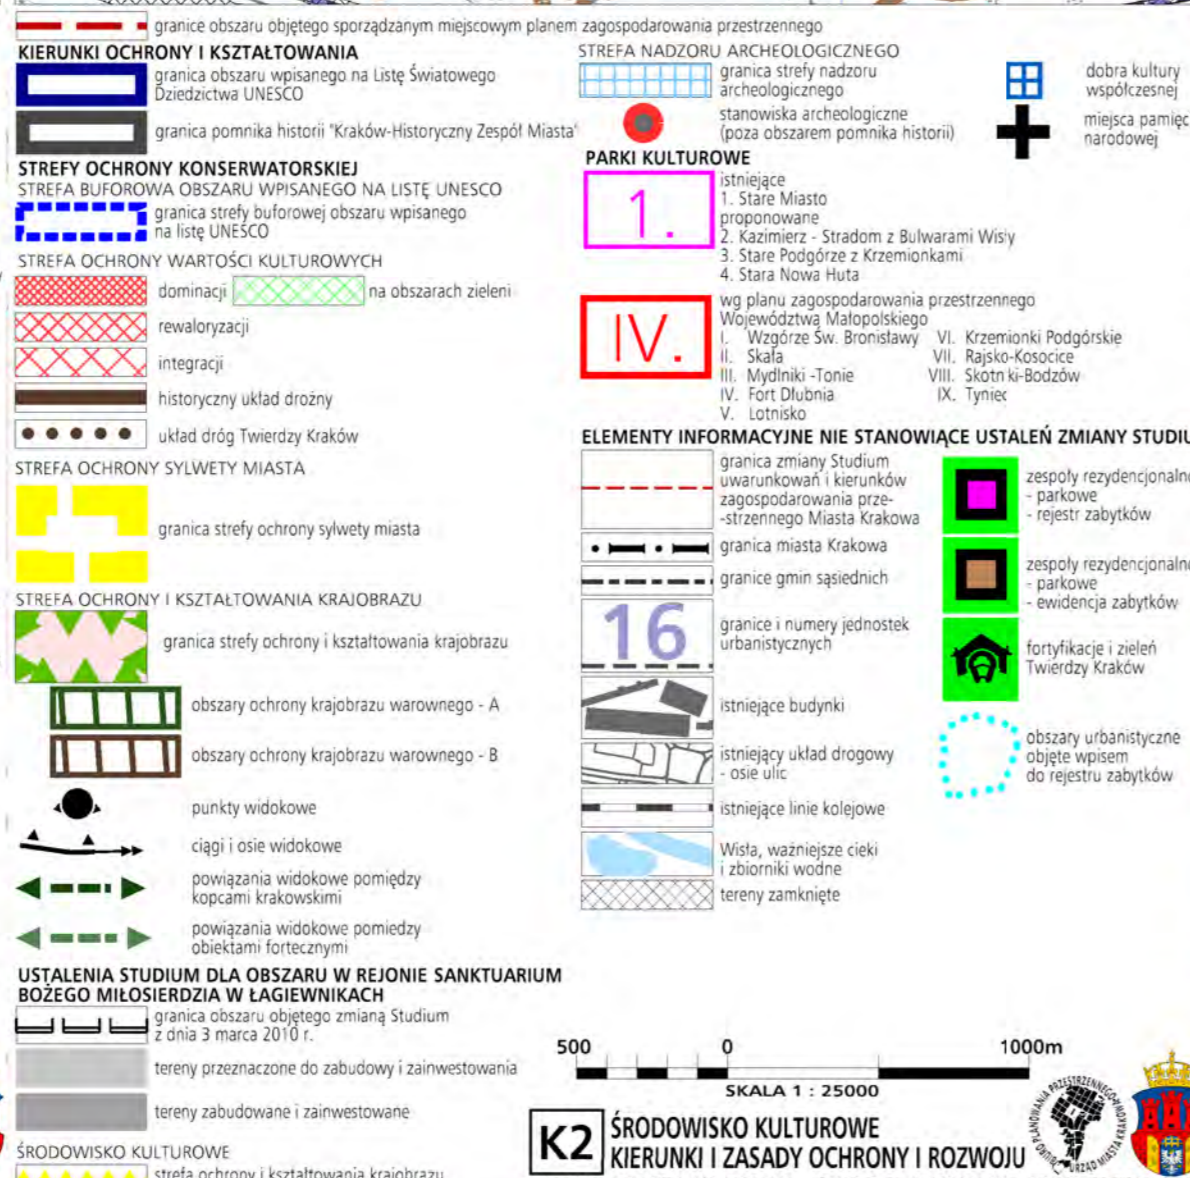 granice obszaru objętego sporządzanym miejscowym planem zagospodarowania przestrzennego
KIERUNKI OCHRONY I KSZTAŁTOWANIA
granica obszaru wpisanego na Listę Światowego
Dziedzictwa UNESCO
granica pomnika historii "Kraków-Historyczny Zespół Miasta"
STREFY OCHRONY KONSERWATORSKIEJ
STREFA BUFOROWA OBSZARU WPISANEGO NA LISTĘ UNESCO
granica strefy buforowej obszaru wpisanego
na listę UNESCO
STREFA OCHRONY WARTOŚCI KULTUROWYCH
dominacji
na obszarach zieleni
rewaloryzacji
integracji
historyczny układ drożny
układ dróg Twierdzy Kraków
STREFA OCHRONY SYLWETY MIASTA
granica strefy ochrony sylwety miasta
STREFA OCHRONY I KSZTAŁTOWANIA KRAJOBRAZU
granica strefy ochrony i kształtowania krajobrazu
obszary ochrony krajobrazu warownego - A
obszary ochrony krajobrazu warownego - B
punkty widokowe
ciągi i osie widokowe
powiązania widokowe pomiędzy
kopcami krakowskimi
powiązania widokowe pomiedzy
obiektami fortecznymi
USTALENIA STUDIUM DLA OBSZARU W REJONIE SANKTUARIUM
BOŻEGO MIŁOSIERDZIA W ŁAGIEWNIKACH
granica obszaru objętego zmianą Studium
z dnia 3 marca 2010 r.
tereny przeznaczone do zabudowy i zainwestowania
tereny zabudowane i zainwestowane
ŚRODOWISKO KULTUROWE
strefa ochrony i kształtowania krajobrazu
STREFA NADZORU ARCHEOLOGICZNEGO
granica strefy nadzoru
archeologicznego
stanowiska archeologiczne
(poza obszarem pomnika historii)
dobra kultury
współczesnej
miejsca pamięc
narodowej
PARKI KULTUROWE
1.
istniejące
1. Stare Miasto
proponowane
2. Kazimierz - Stradom z Bulwarami Wisły
3. Stare Podgórze z Krzemionkami
4. Stara Nowa Huta
IV.
wg planu zagospodarowania przestrzennego
Województwa Małopolskiego
I. Wzgórze Św. Bronisławy
II. Skała
III. Mydlniki -Tonie
IV. Fort Dłubnia
V. Lotnisko
VI. Krzemionki Podgórskie
VII. Rajsko-Kosocice
VIII. Skotniki-Bodzów
IX. Tyniec
ELEMENTY INFORMACYJNE NIE STANOWIĄCE USTALEŃ ZMIANY STUDIU
granica zmiany Studium
uwarunkowań i kierunków
zagospodarowania prze-
-strzennego Miasta Krakowa
granica miasta Krakowa
granice gmin sąsiednich
16
granice i numery jednostek
urbanistycznych
istniejące budynki
istniejący układ drogowy
- osie ulic
istniejące linie kolejowe
Wisła, ważniejsze cieki
i zbiorniki wodne
tereny zamknięte
zespoły rezydencjonalno
- parkowe
- rejestr zabytków
zespoły rezydencjonalno
- parkowe
- ewidencja zabytków
fortyfikacje i zieleń
Twierdzy Kraków
obszary urbanistyczne
objęte wpisem
do rejestru zabytków
500 0 1000m
SKALA 1 : 25000
K2
ŚRODOWISKO KULTUROWE
KIERUNKI I ZASADY OCHRONY I ROZWOJU